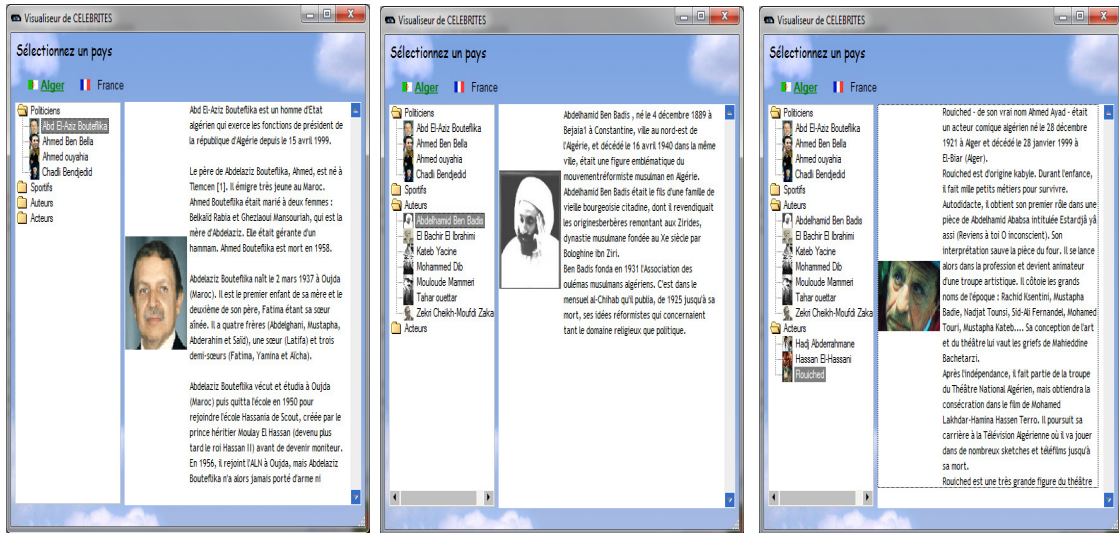 Visualiseur de CELEBRITES
Sélectionnez un pays
Alger France
Politiciens
Abd El-Aziz Bouteflika
Ahmed Ben Bella
Ahmed ouyahia
Chadli Bendjedid
Sportifs
Auteurs
Acteurs
Abd El-Aziz Bouteflika est un homme d'Etat
algérien qui exerce les fonctions de président de
la république d'Algérie depuis le 15 avril 1999.
Le père de Abdelaziz Bouteflika, Ahmed, est né à
Tlemcen [1]. Il émigre très jeune au Maroc.
Ahmed Bouteflika était marié à deux femmes :
Belkaïd Rabia et Ghezlaoui Mansouriah, qui est la
mère d'Abdelaziz. Elle était gérante d'un
hammam. Ahmed Bouteflika est mort en 1958.
Abdelaziz Bouteflika naît le 2 mars 1937 à Oujda
(Maroc). Il est le premier enfant de sa mère et le
deuxième de son père, Fatima étant sa sœur
aînée. Il a quatre frères (Abdelghani, Mustapha,
Abderahim et Saïd), une sœur (Latifa) et trois
demi-sœurs (Fatima, Yamina et Aïcha).
Abdelaziz Bouteflika vécut et étudia à Oujda
(Maroc) puis quitta l'école en 1950 pour
rejoindre l'école Hassania de Scout, créée par le
prince héritier Moulay El Hassan (devenu plus
tard le roi Hassan II) avant de devenir moniteur.
En 1956, il rejoint l'ALN à Oujda, mais Abdelaziz
Bouteflika n'a alors jamais porté d'arme ni
Visualiseur de CELEBRITES
Sélectionnez un pays
Alger France
Politiciens
Abd El-Aziz Bouteflika
Ahmed Ben Bella
Ahmed ouyahia
Chadli Bendjedid
Sportifs
Auteurs
Abdelhamid Ben Badis
El Bachir El Ibrahimi
Kateb Yacine
Mohammed Dib
Mouloude Mammeri
Tahar ouettar
Zekri Cheikh-Moufdi Zaka
Acteurs
Abdelhamid Ben Badis , né le 4 décembre 1889 à
Bejaia1 à Constantine, ville au nord-est de
l'Algérie, et décédé le 16 avril 1940 dans la même
ville, était une figure emblématique du
mouvementréformiste musulman en Algérie.
Abdelhamid Ben Badis était le fils d'une famille de
vieille bourgeoisie citadine, dont il revendiquait
les originesberbères remontant aux Zirides,
dynastie musulmane fondée au Xe siècle par
Bologhine Ibn Ziri.
Ben Badis fonda en 1931 l'Association des
oulémas musulmans algériens. C'est dans le
mensuel al-Chihab qu'il publia, de 1925 jusqu'à sa
mort, ses idées réformistes qui concernaient
tant le domaine religieux que politique.
Visualiseur de CELEBRITES
Sélectionnez un pays
Alger France
Politiciens
Abd El-Aziz Bouteflika
Ahmed Ben Bella
Ahmed ouyahia
Chadli Bendjedid
Sportifs
Auteurs
Abdelhamid Ben Badis
El Bachir El Ibrahimi
Kateb Yacine
Mohammed Dib
Mouloude Mammeri
Tahar ouettar
Zekri Cheikh-Moufdi Zaka
Acteurs
Hadj Abderrahmane
Hassan El-Hassani
Rouiched
Rouiched - de son vrai nom Ahmed Ayad - était
un acteur comique algérien né le 28 décembre
1921 à Alger et décédé le 28 janvier 1999 à
El-Biar (Alger).
Rouiched est d'origine kabyle. Durant l'enfance,
il fait mille petits métiers pour survivre.
Autodidacte, il obtient son premier rôle dans une
pièce de Abdelhamid Ababsa intitulée Estardjâ yâ
assi (Reviens à toi O inconscient). Son
interprétation sauve la pièce du four. Il se lance
alors dans la profession et devient animateur
d'une troupe artistique. Il côtoie les grands
noms de l'époque : Rachid Ksentini, Mustapha
Badie, Nadjat Tounsi, Sid-Ali Fernandel, Mohamed
Touri, Mustapha Kateb.... Sa conception de l'art
et du théâtre lui vaut les griefs de Mahieddine
Bachetarzi.
Après l'indépendance, il fait partie de la troupe
du Théâtre National Algérien, mais obtiendra la
consécration dans le film de Mohamed
Lakhdar-Hamina Hassen Terro. Il poursuit sa
carrière à la Télévision Algérienne où il va jouer
dans de nombreux sketches et téléfilms jusqu'à
sa mort.
Rouiched est une très grande figure du théâtre